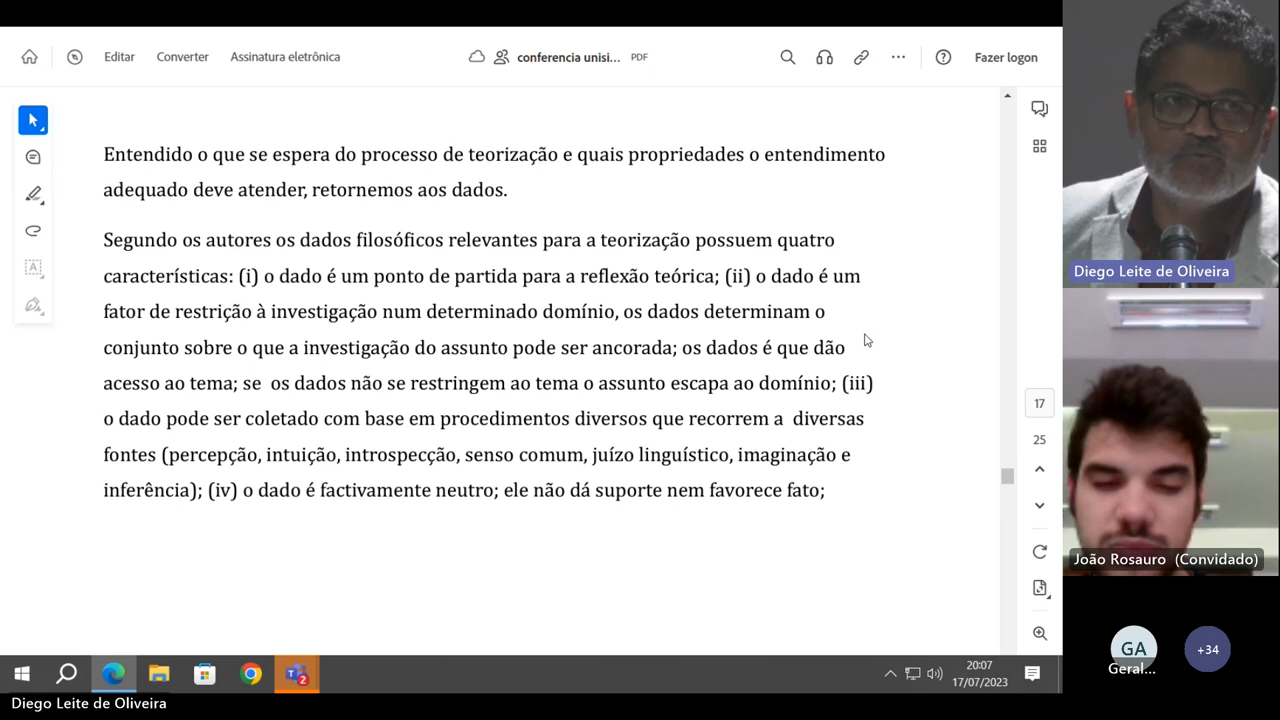 Editar
Converter
Assinatura eletrônica
conferencia unisi...
PDF
Fazer logon
Entendido o que se espera do processo de teorização e quais propriedades o entendimento
adequado deve atender, retornemos aos dados.
Segundo os autores os dados filosóficos relevantes para a teorização possuem quatro
características: (i) o dado é um ponto de partida para a reflexão teórica; (ii) o dado é um
fator de restrição à investigação num determinado domínio, os dados determinam o
conjunto sobre o que a investigação do assunto pode ser ancorada; os dados é que dão
acesso ao tema; se  os dados não se restringem ao tema o assunto escapa ao domínio; (iii)
o dado pode ser coletado com base em procedimentos diversos que recorrem a  diversas
fontes (percepção, intuição, introspecção, senso comum, juízo linguístico, imaginação e
inferência); (iv) o dado é factivamente neutro; ele não dá suporte nem favorece fato;
17
25
Diego Leite de Oliveira
João Rosauro  (Convidado)
GA
Geral...
+34
2
20:07
17/07/2023
Diego Leite de Oliveira